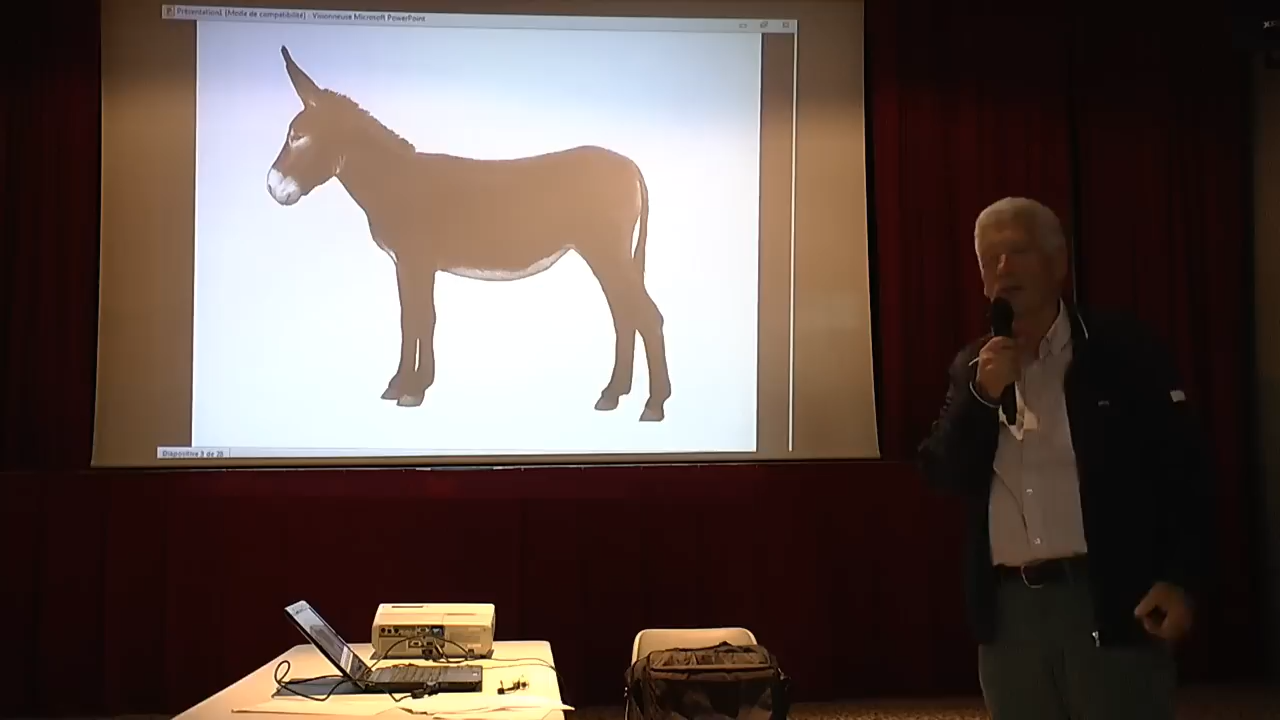 Présentation1 [Mode de compatibilité] - Visionneuse Microsoft PowerPoint
Diapositive 3 de 28